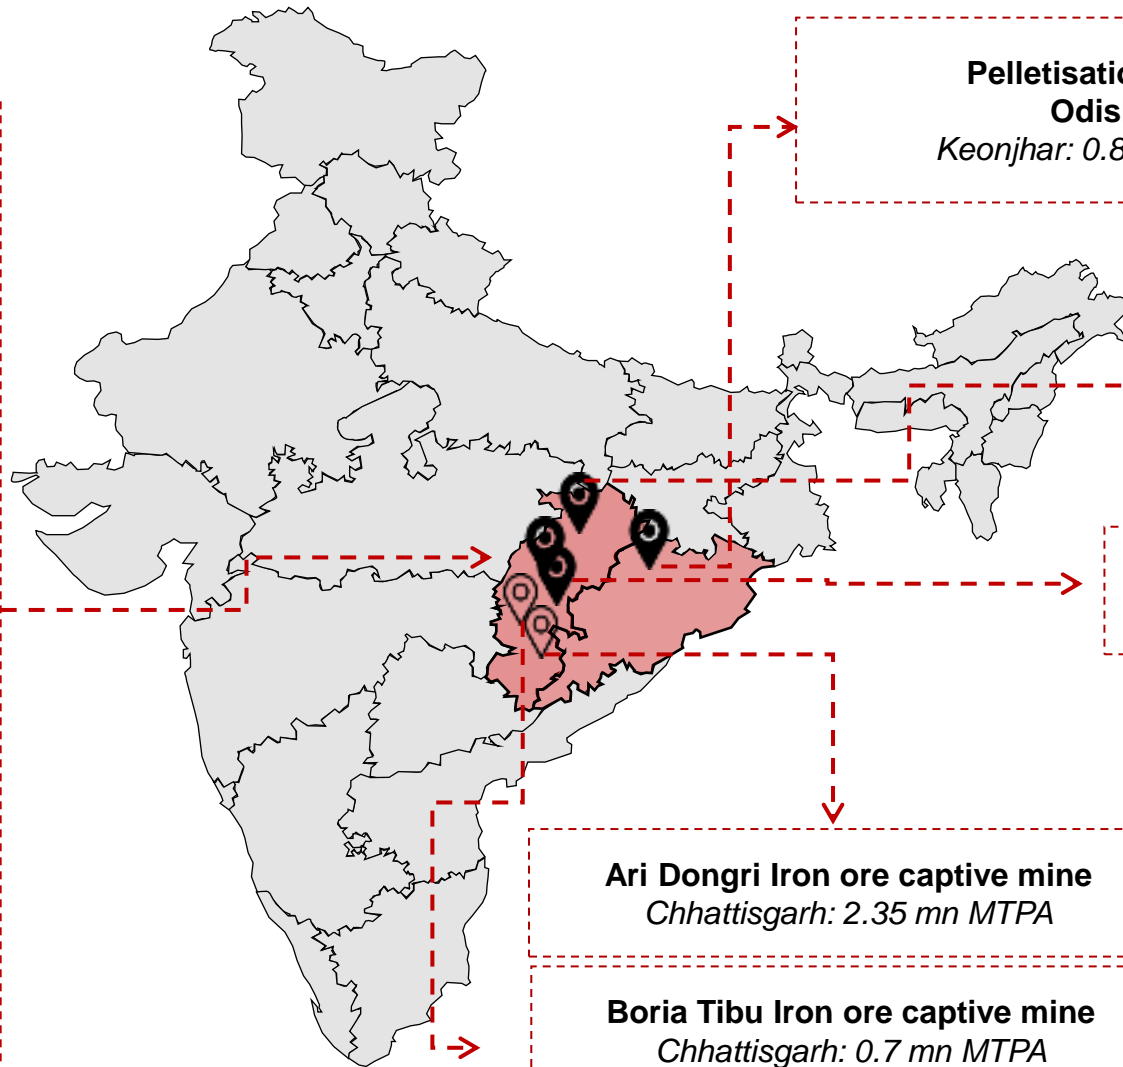 Pelletisatio
Odis
Keonjhar: 0.8
Ari Dongri Iron ore captive mine
Chhattisgarh: 2.35 mn MTPA
Boria Tibu Iron ore captive mine
Chhattisgarh: 0.7 mn MTPA